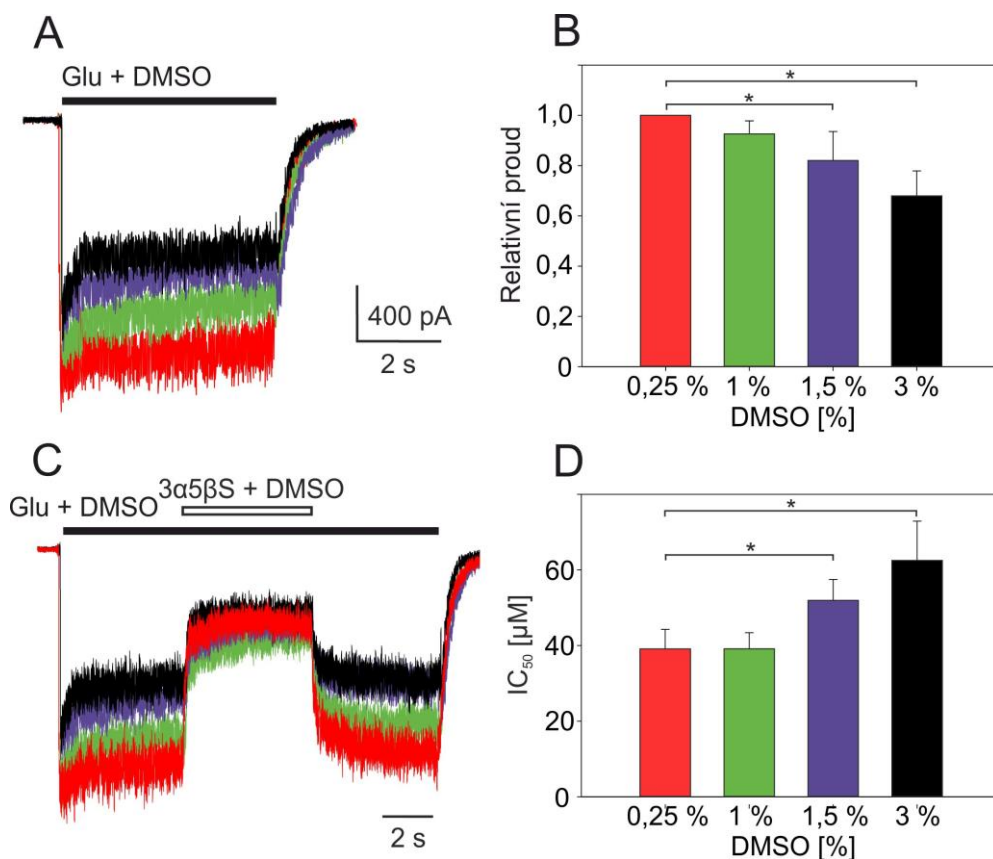 A
Glu + DMSO
400 pA
2 s
B
*
*
Relativní proud
1,0
0,8
0,6
0,4
0,2
0
0,25 %
1 %
1,5 %
3 %
DMSO [%]
C
3α5βS + DMSO
Glu + DMSO
2 s
D
*
*
IC50 [µM]
60
40
20
0
0,25 %
1 %
1,5 %
3 %
DMSO [%]